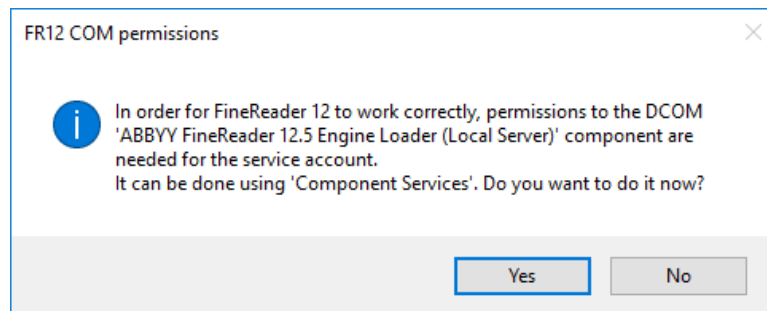 FR12 COM permissions
In order for FineReader 12 to work correctly, permissions to the DCOM
'ABBYY FineReader 12.5 Engine Loader (Local Server)' component are
needed for the service account.
It can be done using 'Component Services'. Do you want to do it now?
Yes
No